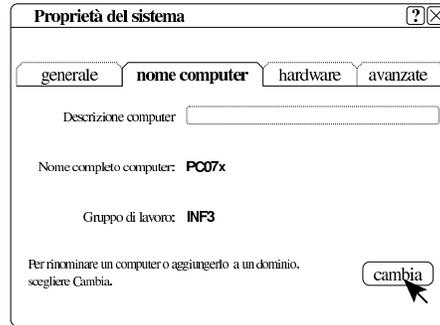 Proprietà del sistema ? X
generale nome computer hardware avanzate
Descrizione computer
Nome completo computer: PC07x
Gruppo di lavoro: INF3
Per rinominare un computer o aggiungerlo a un dominio,
scegliere Cambia.
cambia